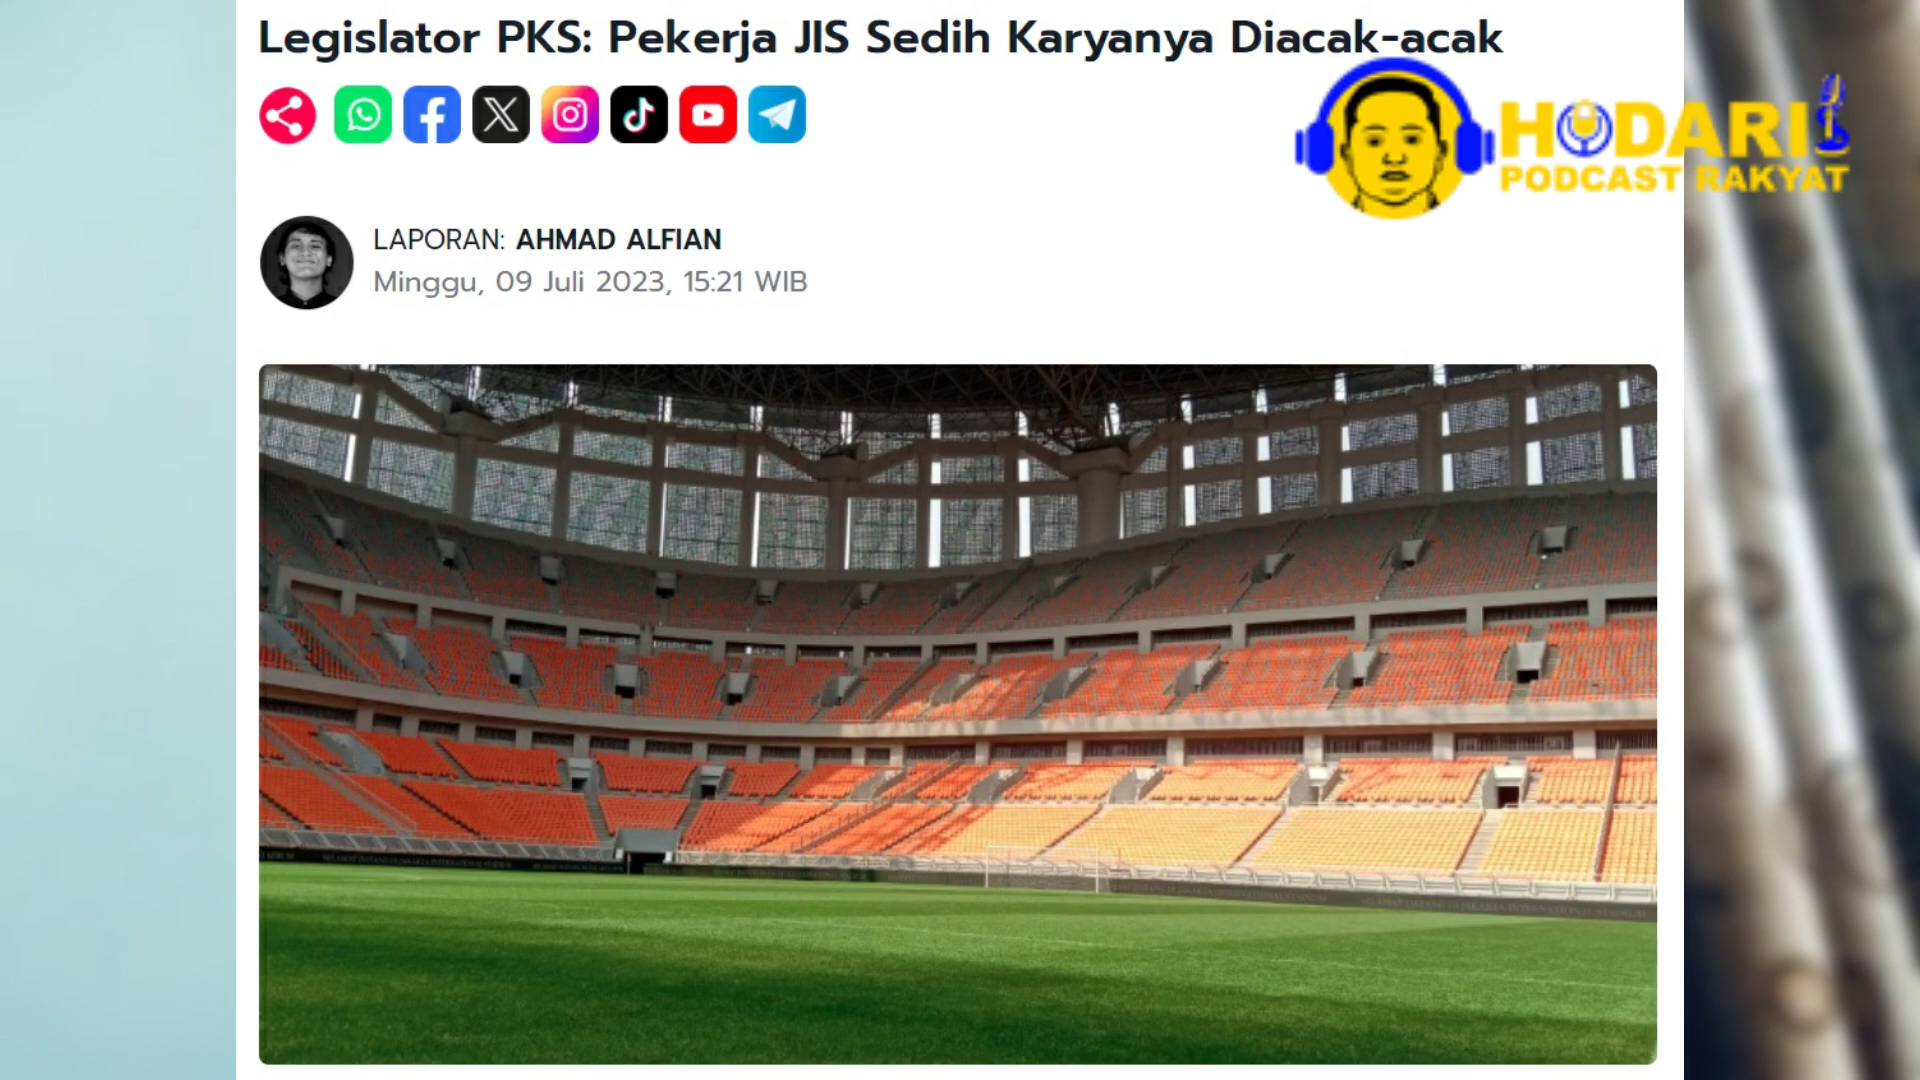 Legislator PKS: Pekerja JIS Sedih Karyanya Diacak-acak
HODARI
PODCAST RAKYAT
LAPORAN: AHMAD ALFIAN
Minggu, 09 Juli 2023, 15:21 WIB